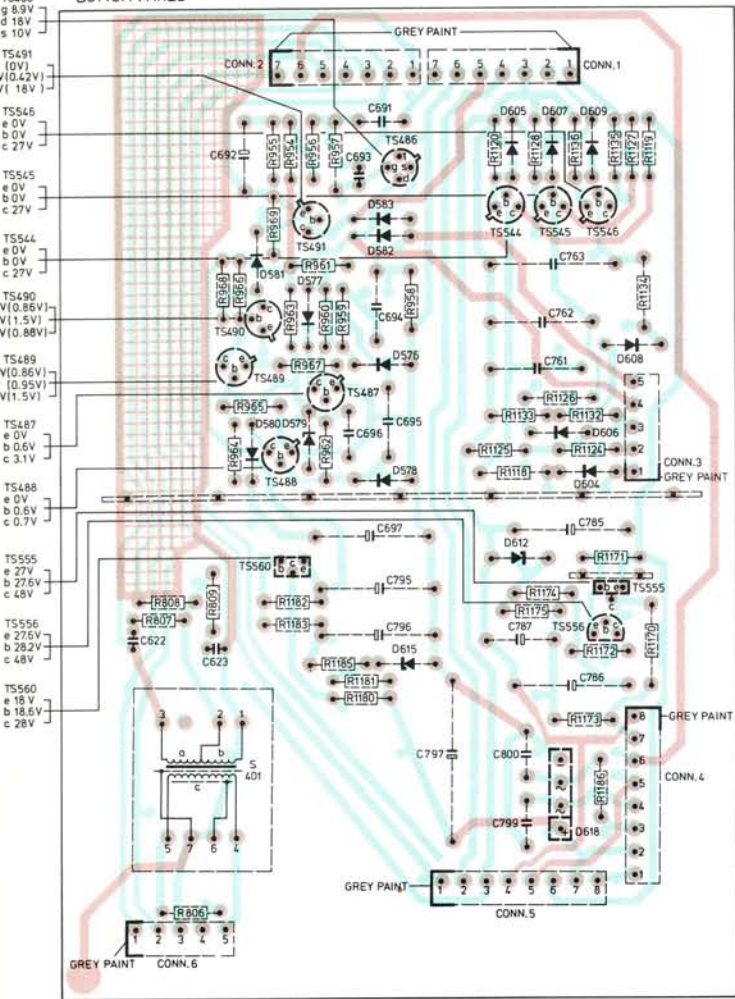 g 8.9V
d 18V
s 10V
TS491
(0V)
V(0.42V)
V( 18V)
TS546
e 0V
b 0V
c 27V
TS545
e 0V
b 0V
c 27V
TS544
e 0V
b 0V
c 27V
TS490
V(0.86V)
V(1.5V)
V(0.88V)
TS489
V(0.86V)
(0.95V)
V(1.5V)
TS487
e 0V
b 0.6V
c 3.1V
TS488
e 0V
b 0.6V
c 0.7V
TS555
e 27V
b 27.6V
c 48V
TS556
e 27.5V
b 28.2V
c 48V
TS560
e 18 V
b 18.6V
c 28V
GREY PAINT
CONN.2 7 6 5 4 3 2 1
7 6 5 4 3 2 1 CONN.1
C691
D605 D607 D609
C692 R955 R954 R956 R957 C693
TS486
g s d
R1120 R1128 R1136 R1135 R1127 R1119
R969
e b c
TS491
D583
D582
e b c
TS544
e b c
TS545
e b c
TS546
C763
D581
R961
R968 R966
D577
R963 R960 R959
C694
R958
R1134
c b e
TS490
C762
D608
c e b
TS489
R967
D576
C761
c e b
TS487
R965
R1126
R1133 R1132
5
4
3
2
1
D580 D579
R964 R962
C696
C695
D606
R1125 R1124
c e b
TS488
D578
R1118
D604
CONN.3
GREY PAINT
C697
C785
D612
R1171
TS560
b c e
C795
b e c
TS555
R808
R809
R1182
R1174
R1175
R807
R1183
C796
C787
TS556
e b c
R1170
C622
C623
R1172
R1185
D615
R1181
R1180
C786
3 2 1
a b
S
401
c
5 7 6 4
R1173
GREY PAINT
8
7
6
5
4
3
2
1
CONN.4
C797
C800
R1186
C799
- ~ ~ +
D618
GREY PAINT
1 2 3 4 5 6 7 8
CONN.5
R806
1 2 3 4 5
GREY PAINT
CONN.6